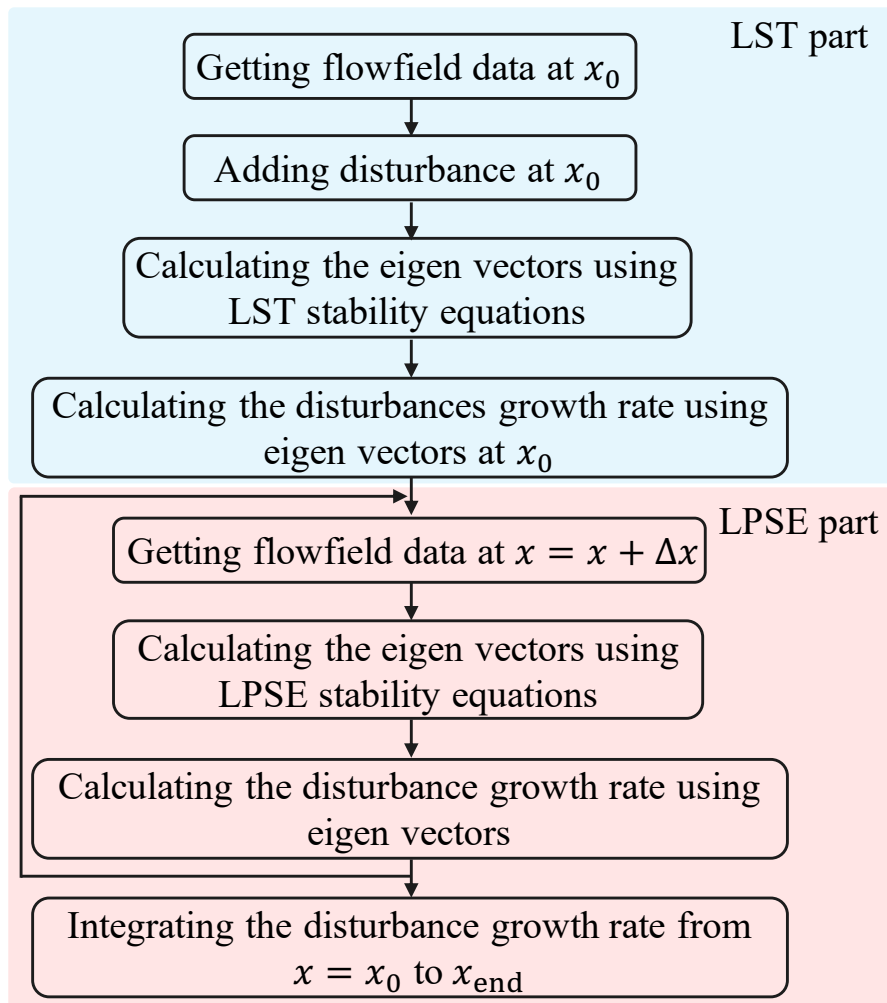 LST part
Getting flowfield data at x₀
Adding disturbance at x₀
Calculating the eigen vectors using
LST stability equations
Calculating the disturbances growth rate using
eigen vectors at x₀
LPSE part
Getting flowfield data at x = x + Δx
Calculating the eigen vectors using
LPSE stability equations
Calculating the disturbance growth rate using
eigen vectors
Integrating the disturbance growth rate from
x = x₀ to x_end